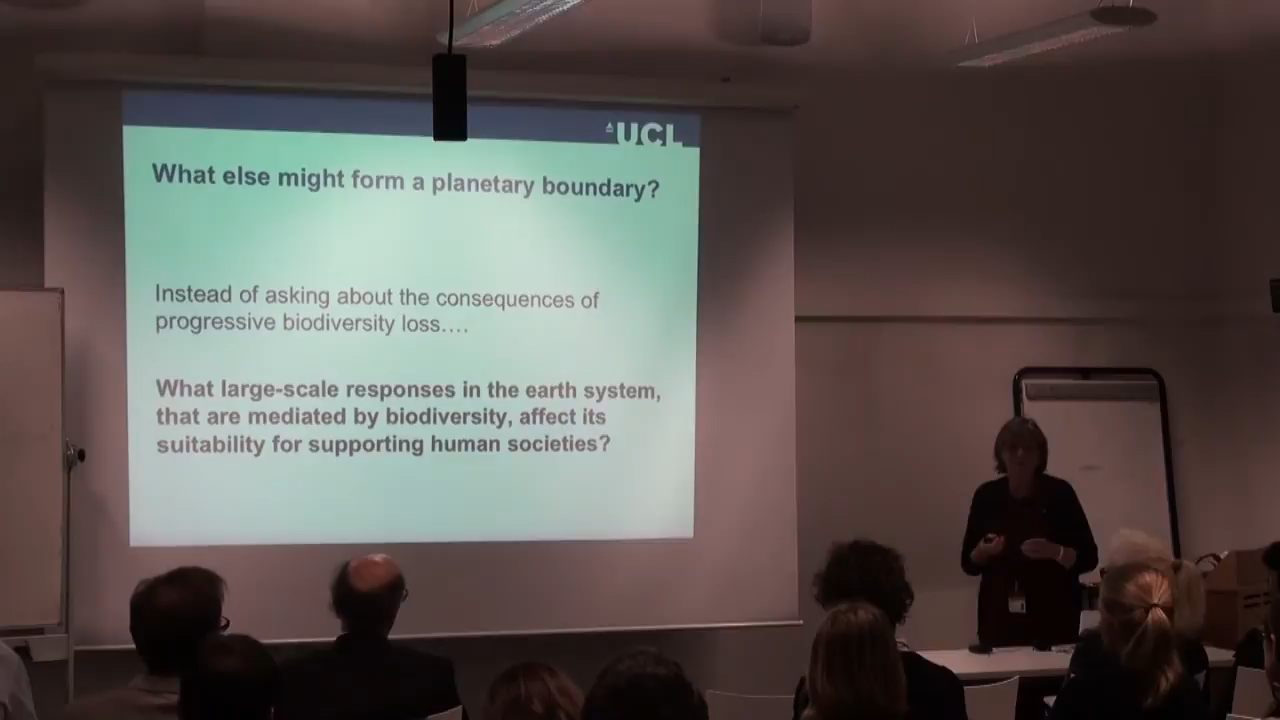 UCL
What else might form a planetary boundary?
Instead of asking about the consequences of
progressive biodiversity loss....
What large-scale responses in the earth system,
that are mediated by biodiversity, affect its
suitability for supporting human societies?